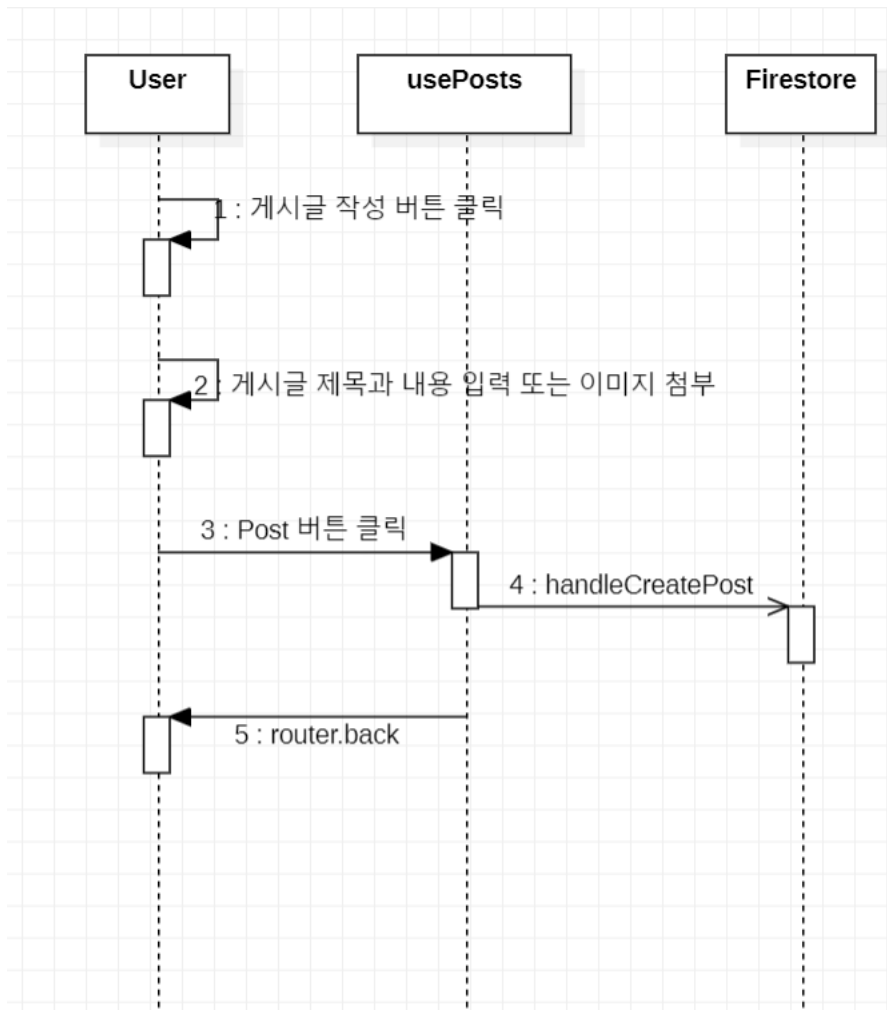 User
usePosts
Firestore
1 : 게시글 작성 버튼 클릭
2 : 게시글 제목과 내용 입력 또는 이미지 첨부
3 : Post 버튼 클릭
4 : handleCreatePost
5 : router.back